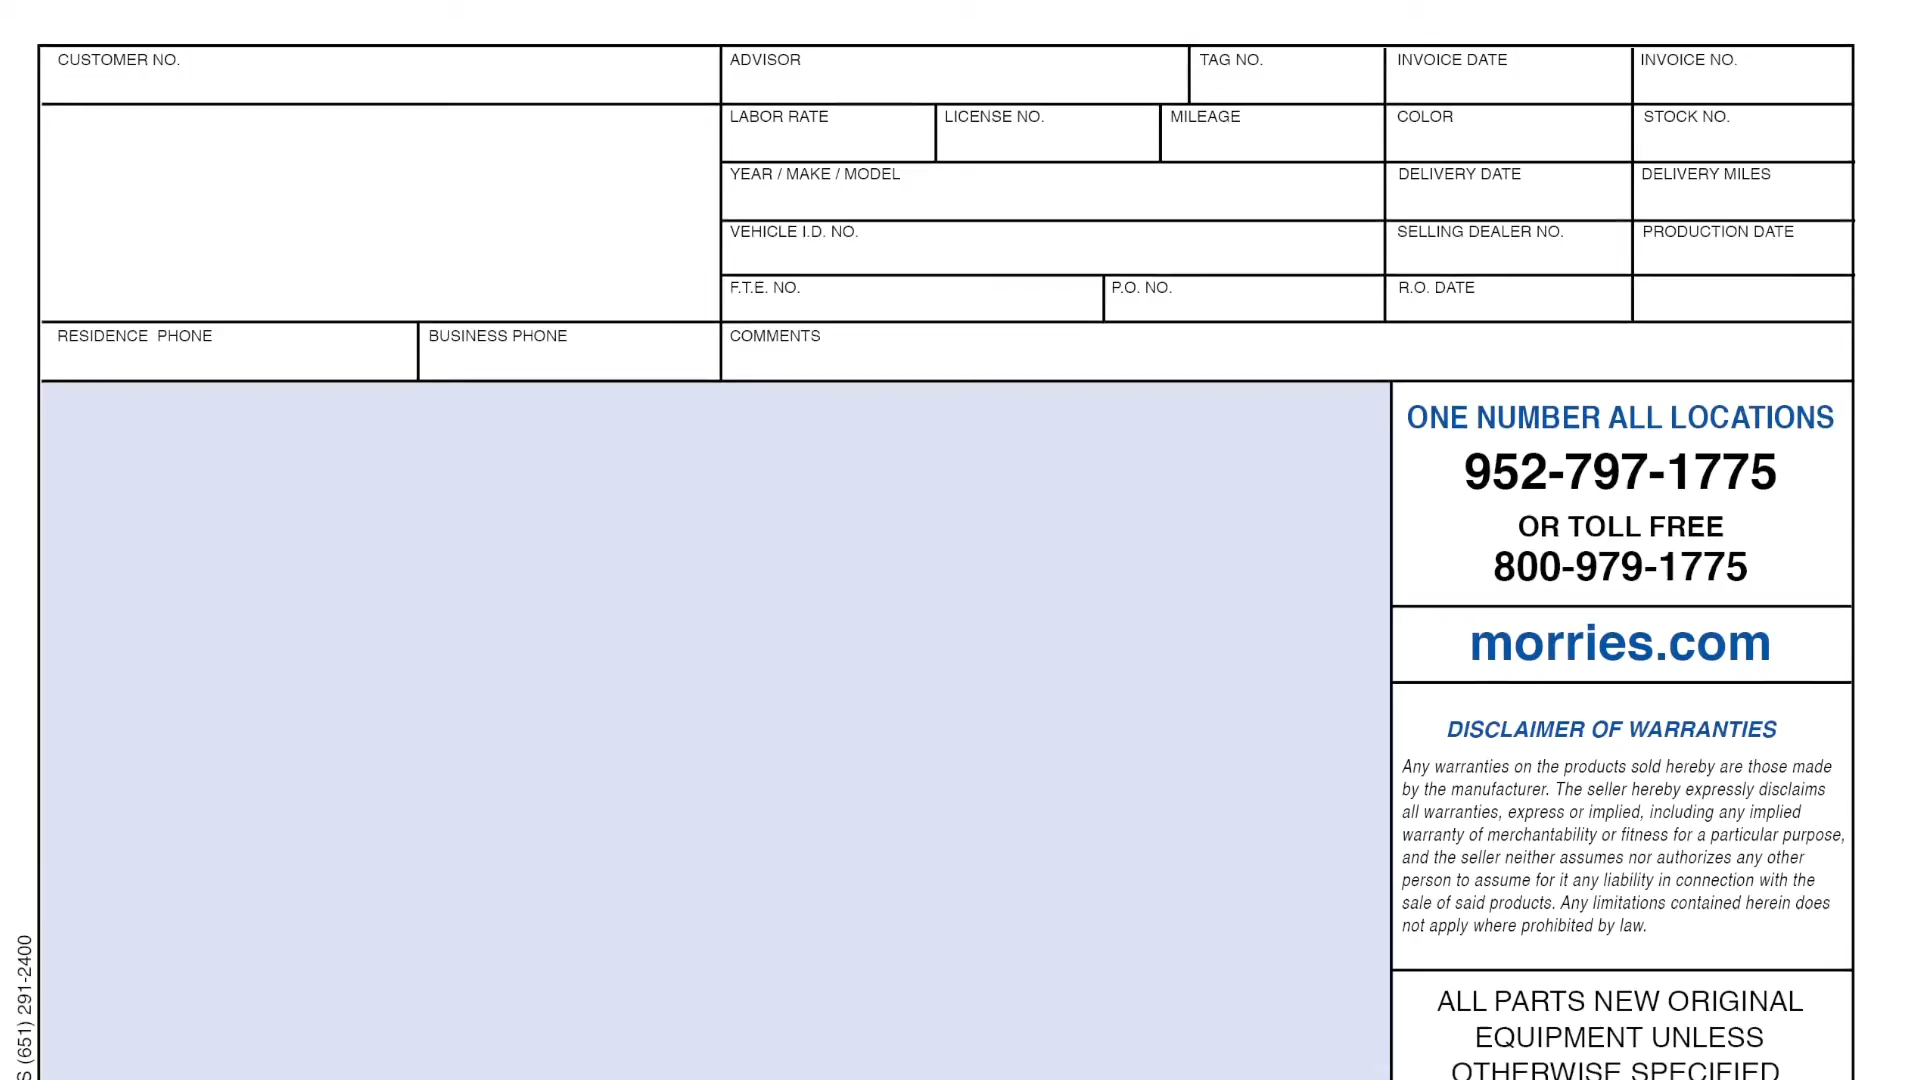 CUSTOMER NO.
ADVISOR
TAG NO.
INVOICE DATE
INVOICE NO.
LABOR RATE
LICENSE NO.
MILEAGE
COLOR
STOCK NO.
YEAR / MAKE / MODEL
DELIVERY DATE
DELIVERY MILES
VEHICLE I.D. NO.
SELLING DEALER NO.
PRODUCTION DATE
F.T.E. NO.
P.O. NO.
R.O. DATE
RESIDENCE PHONE
BUSINESS PHONE
COMMENTS
ONE NUMBER ALL LOCATIONS
952-797-1775
OR TOLL FREE
800-979-1775
morries.com
DISCLAIMER OF WARRANTIES
Any warranties on the products sold hereby are those made
by the manufacturer. The seller hereby expressly disclaims
all warranties, express or implied, including any implied
warranty of merchantability or fitness for a particular purpose,
and the seller neither assumes nor authorizes any other
person to assume for it any liability in connection with the
sale of said products. Any limitations contained herein does
not apply where prohibited by law.
ALL PARTS NEW ORIGINAL
EQUIPMENT UNLESS
OTHERWISE SPECIFIED
S (651) 291-2400